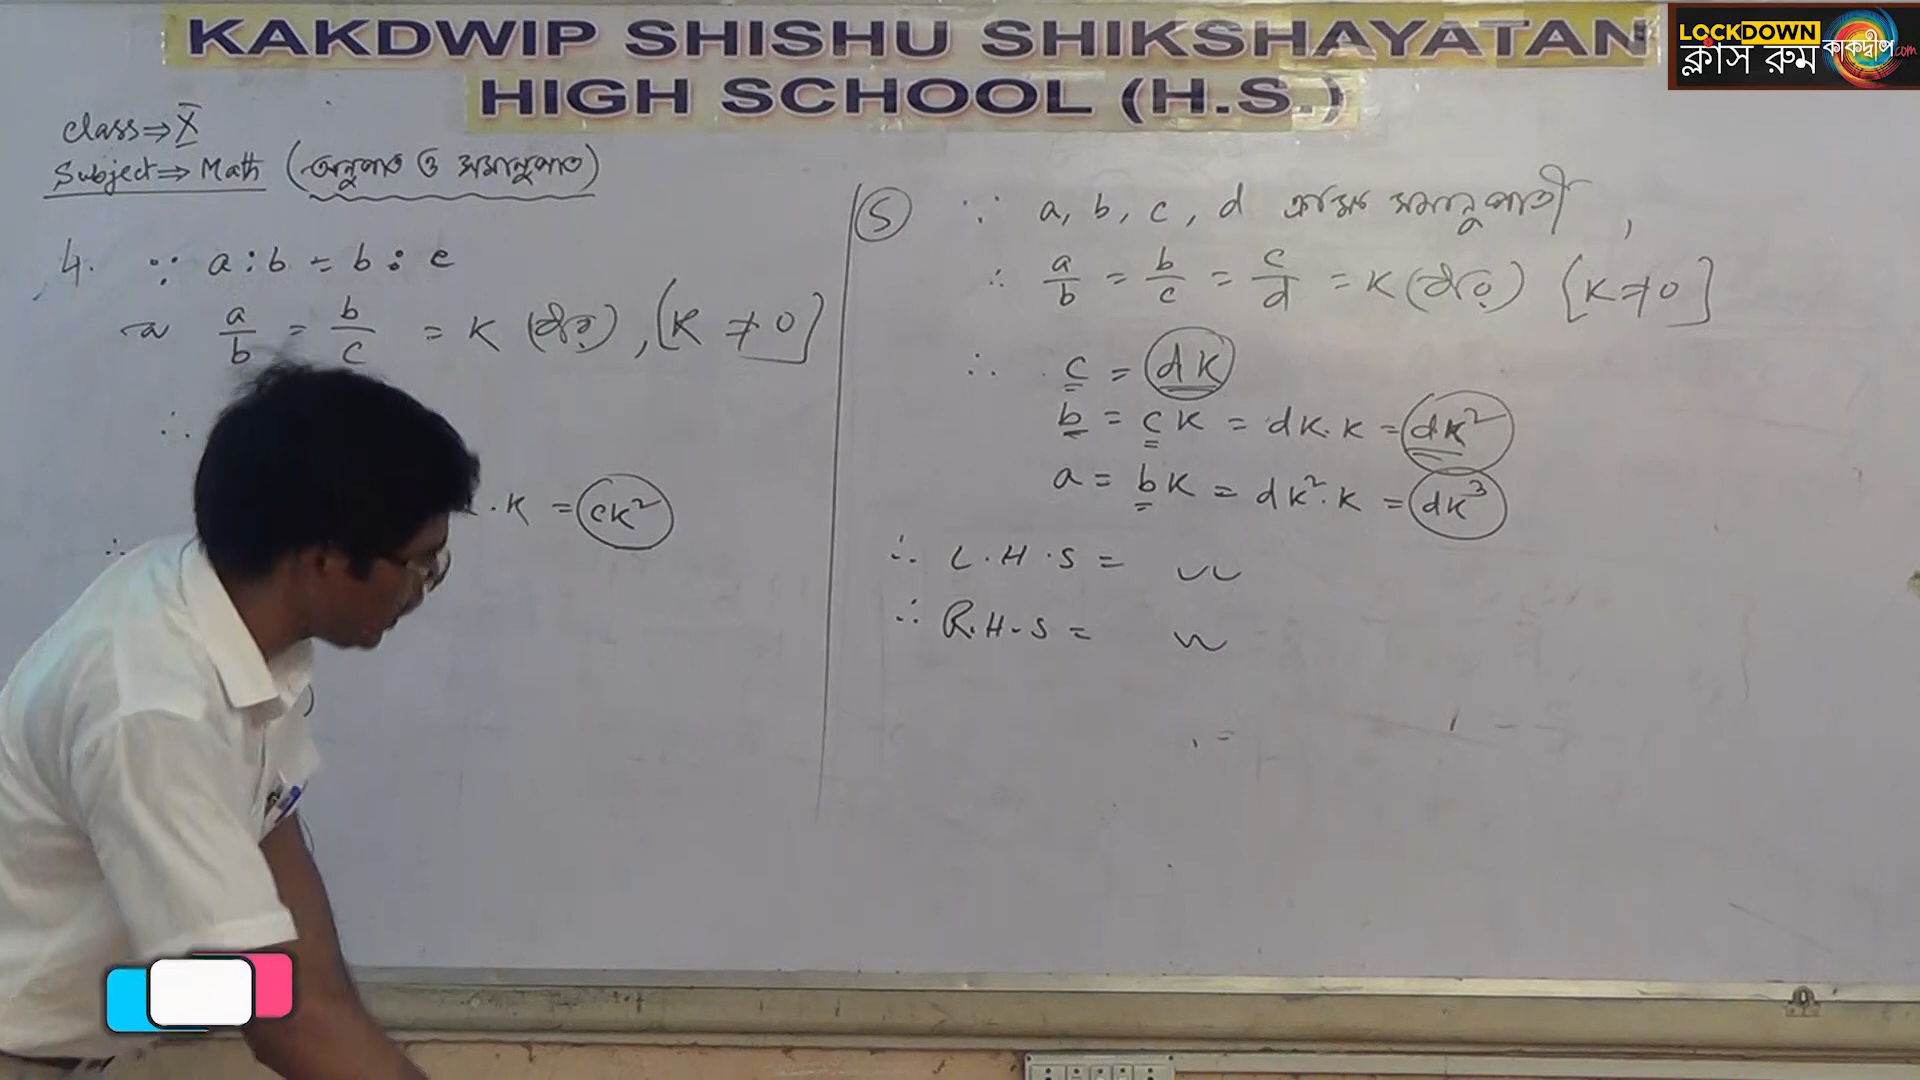 KAKDWIP SHISHU SHIKSHAYATAN
HIGH SCHOOL (H.S.)
LOCKDOWN
ক্লাস রুম
কাকদ্বীপ.com
class ⇒ X
Subject ⇒ Math (অনুপাত ও সমানুপাত)
4. ∵ a : b = b : c
বা a/b = b/c = K (ধরি), [K ≠ 0]
∴
. K = cK²
∴
5 ∵ a, b, c, d ক্রমিক সমানুপাতী,
∴ a/b = b/c = c/d = K (ধরি) [K ≠ 0]
∴ c = dK
b = cK = dK.K = dK²
a = bK = dK².K = dK³
∴ L.H.S =
∴ R.H.S =